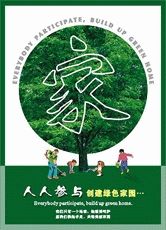 EVERYBODY PARTICIPATE, BUILD UP GREEN HOME
家
人人参与 创建绿色家园…
Everybody participate, build up green home.